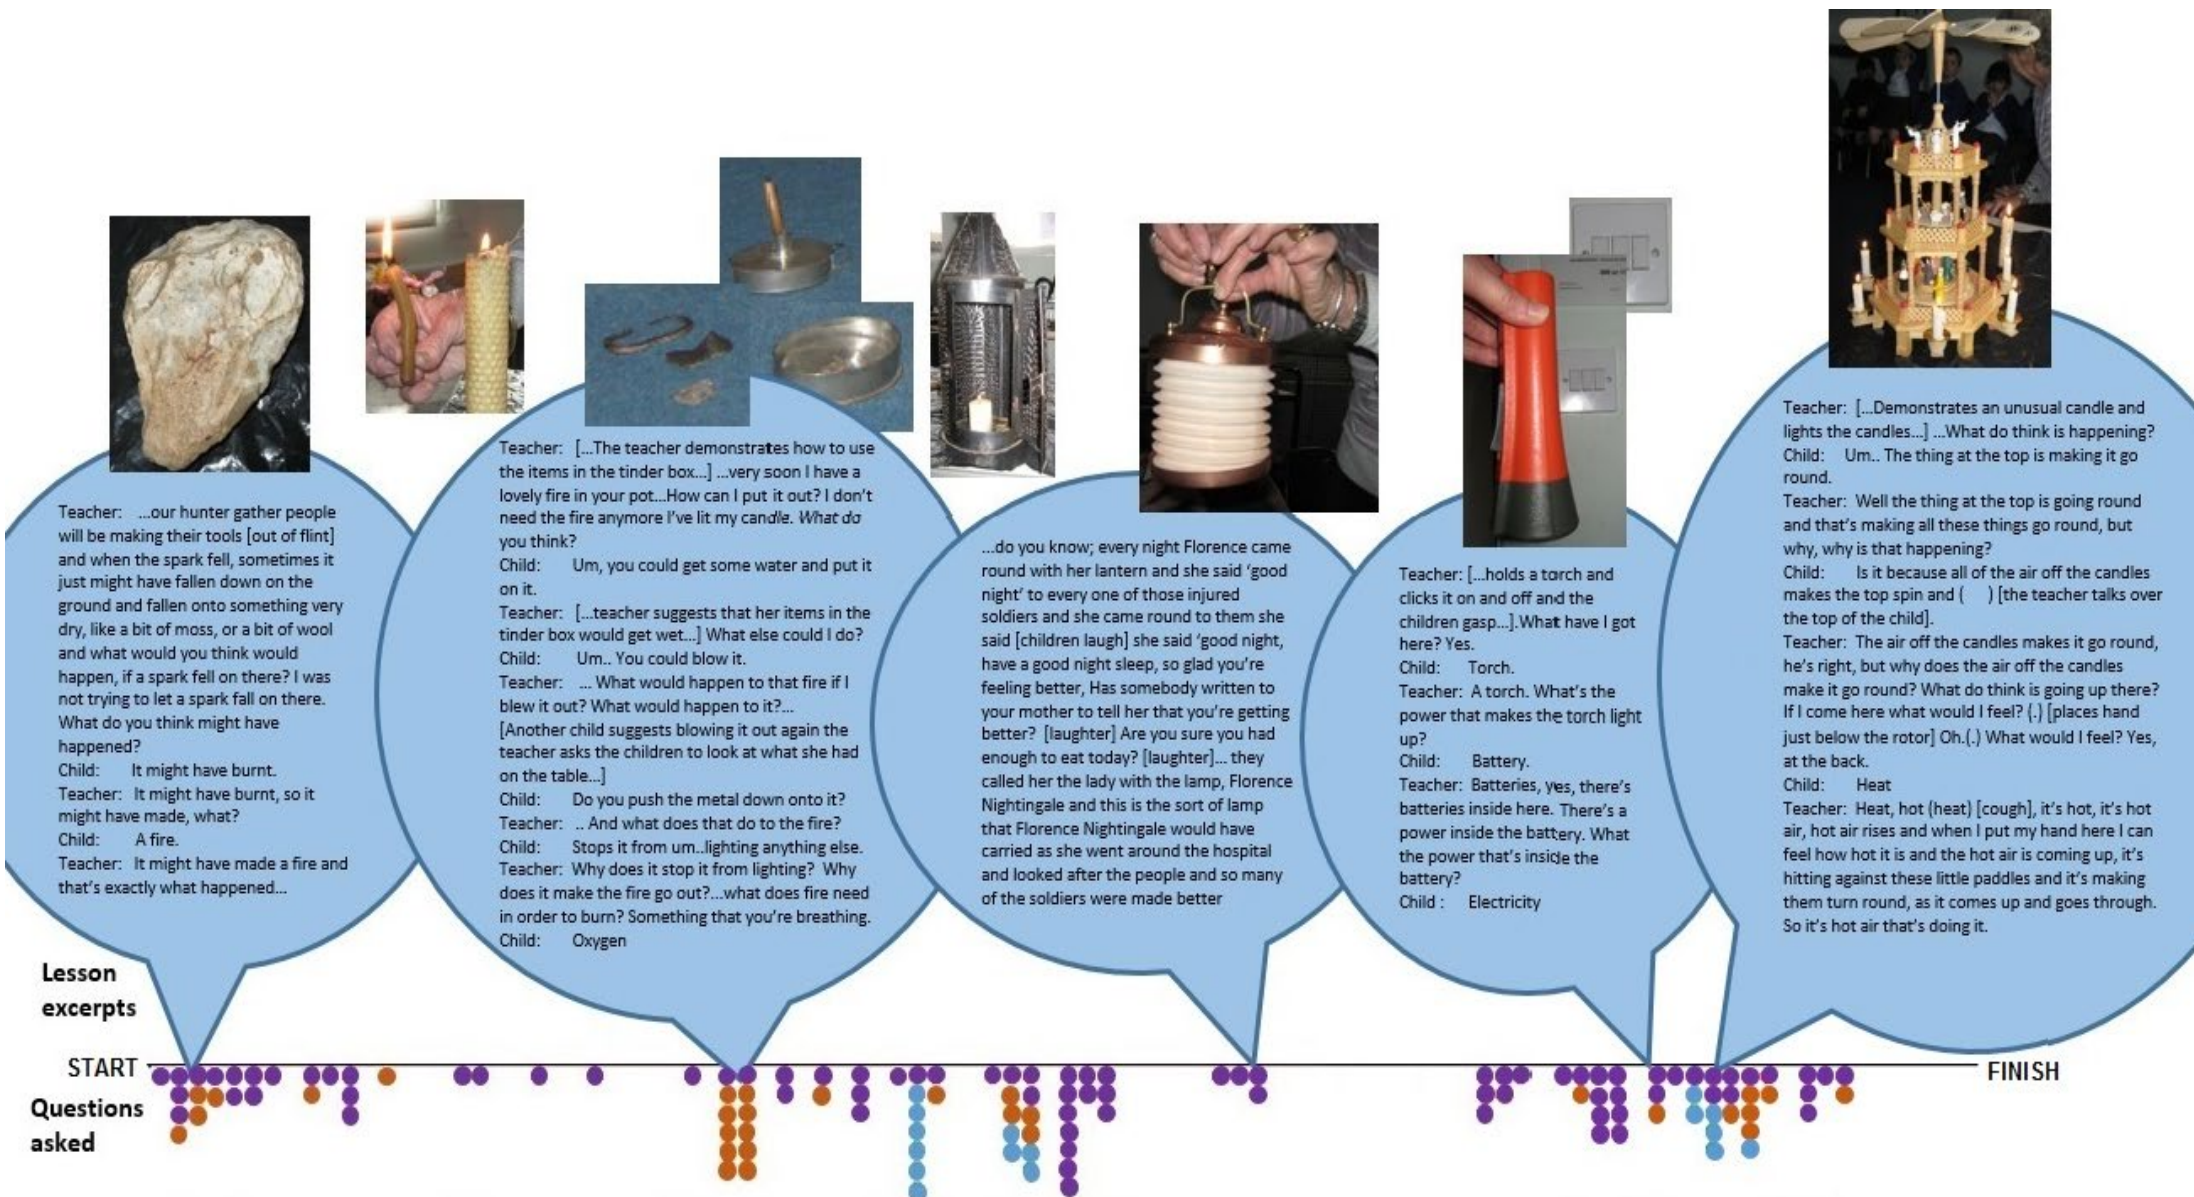 Teacher: ...our hunter gather people
will be making their tools [out of flint]
and when the spark fell, sometimes it
just might have fallen down on the
ground and fallen onto something very
dry, like a bit of moss, or a bit of wool
and what would you think would
happen, if a spark fell on there? I was
not trying to let a spark fall on there.
What do you think might have
happened?
Child: It might have burnt.
Teacher: It might have burnt, so it
might have made, what?
Child: A fire.
Teacher: It might have made a fire and
that's exactly what happened...
Teacher: [...The teacher demonstrates how to use
the items in the tinder box...] ...very soon I have a
lovely fire in your pot...How can I put it out? I don't
need the fire anymore I've lit my candle. What do
you think?
Child: Um, you could get some water and put it
on it.
Teacher: [...teacher suggests that her items in the
tinder box would get wet...] What else could I do?
Child: Um.. You could blow it.
Teacher: ... What would happen to that fire if I
blew it out? What would happen to it?...
[Another child suggests blowing it out again the
teacher asks the children to look at what she had
on the table...]
Child: Do you push the metal down onto it?
Teacher: .. And what does that do to the fire?
Child: Stops it from um..lighting anything else.
Teacher: Why does it stop it from lighting? Why
does it make the fire go out?...what does fire need
in order to burn? Something that you're breathing.
Child: Oxygen
...do you know; every night Florence came
round with her lantern and she said 'good
night' to every one of those injured
soldiers and she came round to them she
said [children laugh] she said 'good night,
have a good night sleep, so glad you're
feeling better, Has somebody written to
your mother to tell her that you're getting
better? [laughter] Are you sure you had
enough to eat today? [laughter]... they
called her the lady with the lamp, Florence
Nightingale and this is the sort of lamp
that Florence Nightingale would have
carried as she went around the hospital
and looked after the people and so many
of the soldiers were made better
Teacher: [...holds a torch and
clicks it on and off and the
children gasp...].What have I got
here? Yes.
Child: Torch.
Teacher: A torch. What's the
power that makes the torch light
up?
Child: Battery.
Teacher: Batteries, yes, there's
batteries inside here. There's a
power inside the battery. What
the power that's inside the
battery?
Child : Electricity
Teacher: [...Demonstrates an unusual candle and
lights the candles...] ...What do think is happening?
Child: Um.. The thing at the top is making it go
round.
Teacher: Well the thing at the top is going round
and that's making all these things go round, but
why, why is that happening?
Child: Is it because all of the air off the candles
makes the top spin and ( ) [the teacher talks over
the top of the child].
Teacher: The air off the candles makes it go round,
he's right, but why does the air off the candles
make it go round? What do think is going up there?
If I come here what would I feel? (.) [places hand
just below the rotor] Oh.(.) What would I feel? Yes,
at the back.
Child: Heat
Teacher: Heat, hot (heat) [cough], it's hot, it's hot
air, hot air rises and when I put my hand here I can
feel how hot it is and the hot air is coming up, it's
hitting against these little paddles and it's making
them turn round, as it comes up and goes through.
So it's hot air that's doing it.
Lesson
excerpts
START
FINISH
Questions
asked